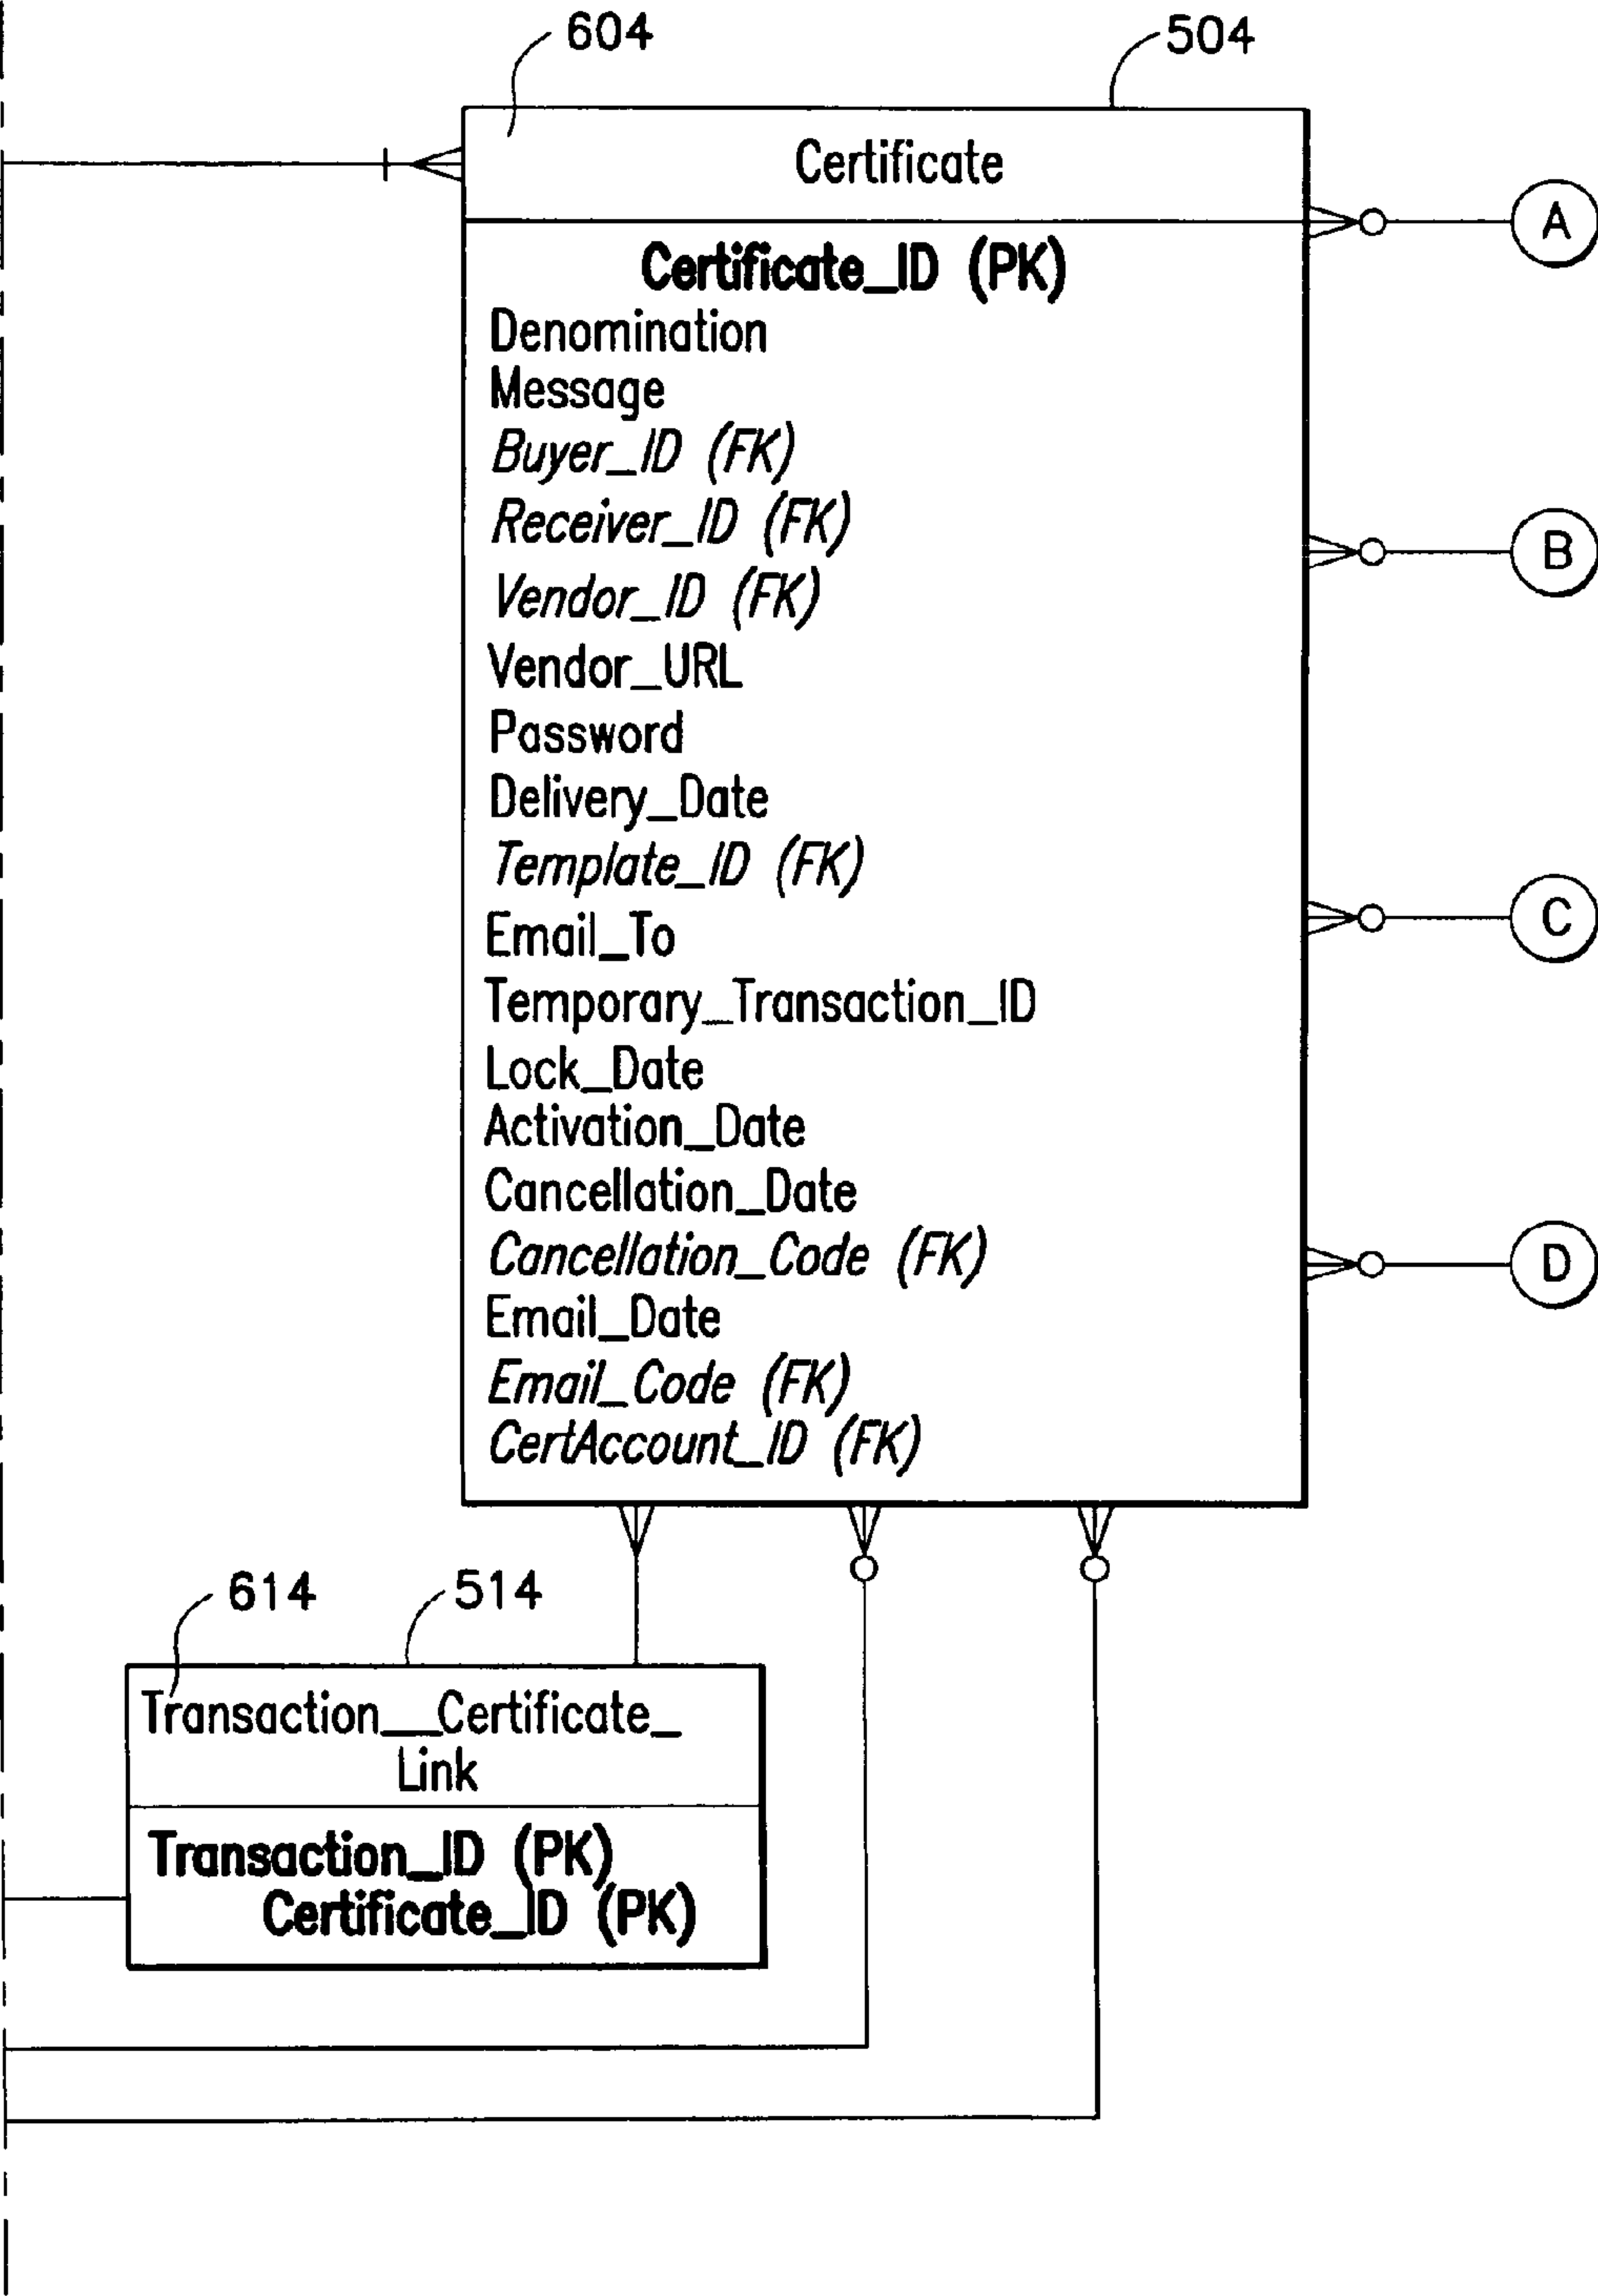 604
504
Certificate
A
Certificate_ID (PK)
Denomination
Message
Buyer_ID (FK)
Receiver_ID (FK)
B
Vendor_ID (FK)
Vendor_URL
Password
Delivery_Date
Template_ID (FK)
C
Email_To
Temporary_Transaction_ID
Lock_Date
Activation_Date
Cancellation_Date
Cancellation_Code (FK)
D
Email_Date
Email_Code (FK)
CertAccount_ID (FK)
614
514
Transaction__Certificate_
Link
Transaction_ID (PK)
Certificate_ID (PK)